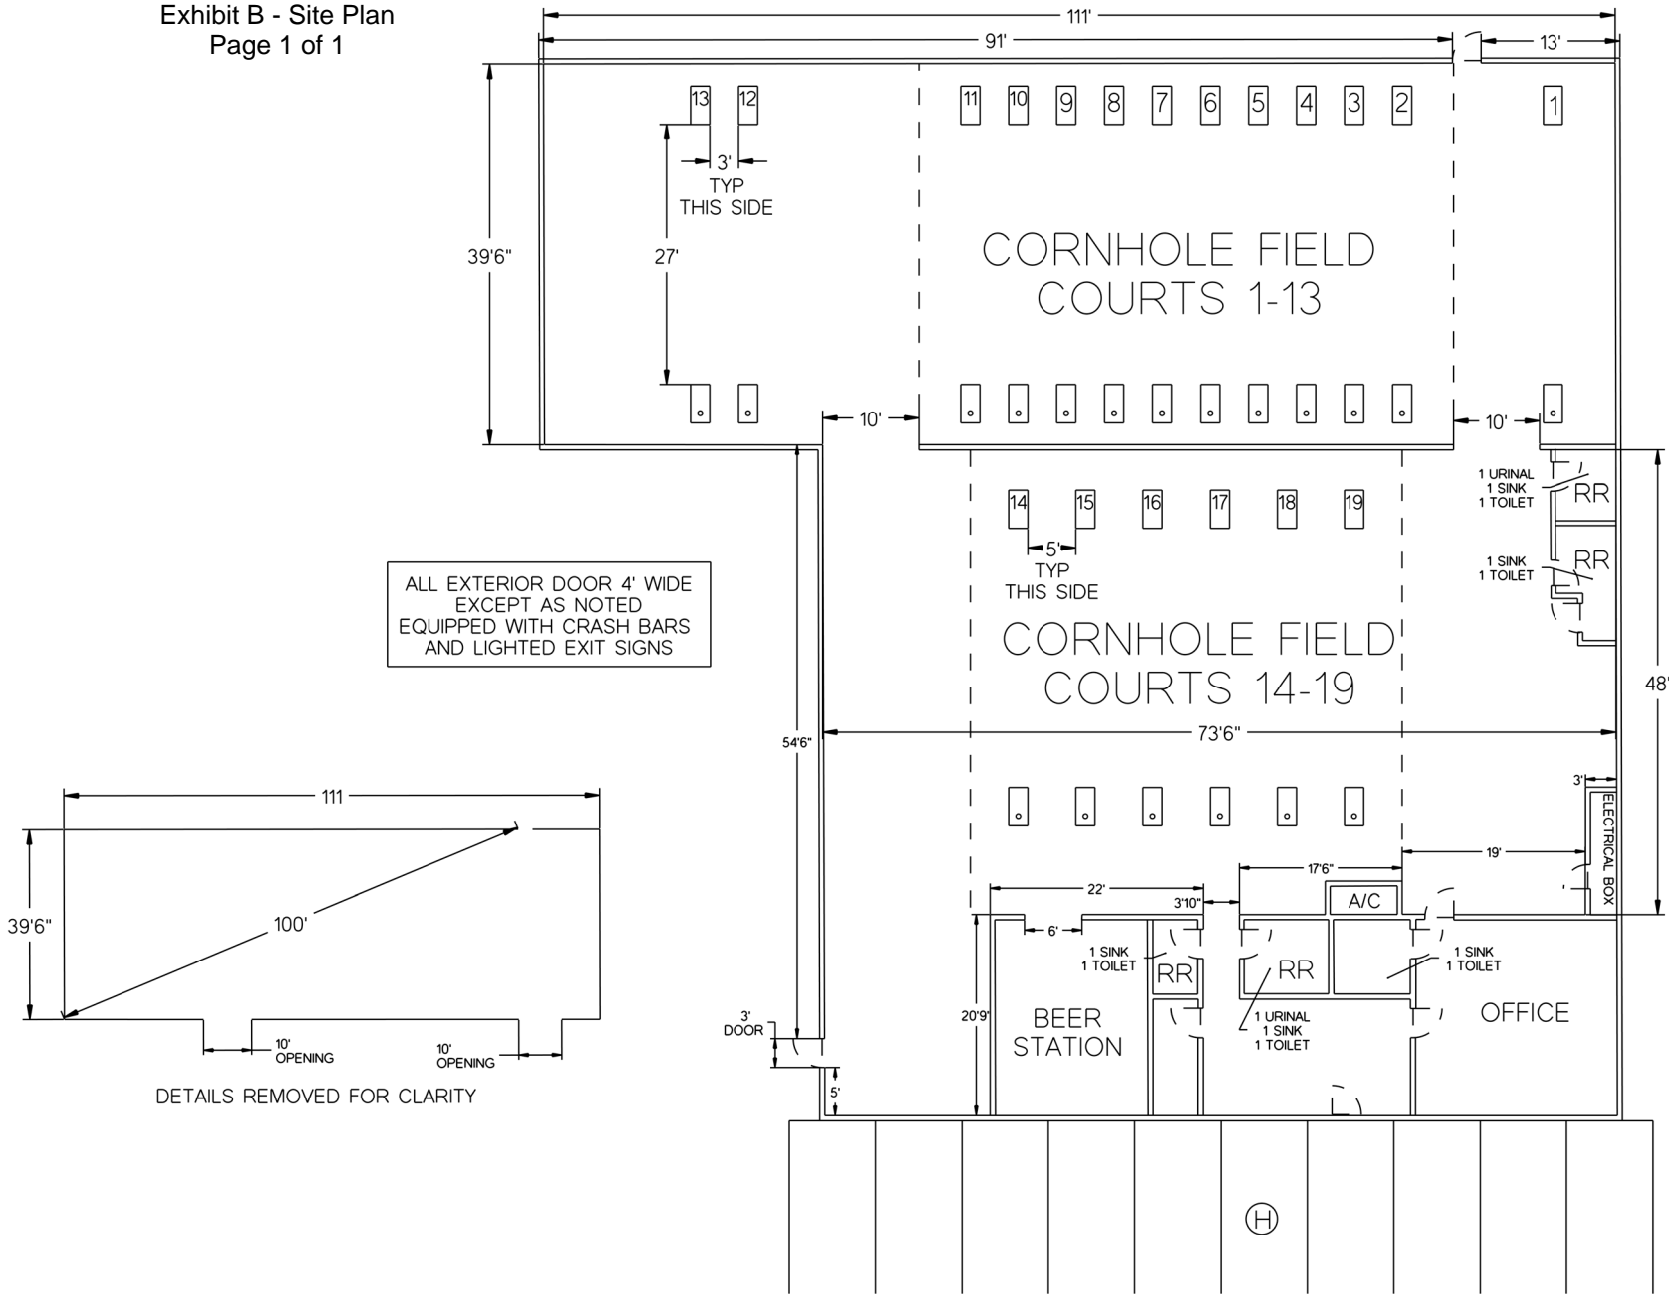 Exhibit B - Site Plan
Page 1 of 1
111'
91'
13'
13
12
11
10
9
8
7
6
5
4
3
2
1
3'
TYP
THIS SIDE
39'6"
27'
CORNHOLE FIELD
COURTS 1-13
10'
10'
1 URINAL
1 SINK
1 TOILET
RR
14
15
16
17
18
19
5'
TYP
THIS SIDE
1 SINK
1 TOILET
RR
ALL EXTERIOR DOOR 4' WIDE
EXCEPT AS NOTED
EQUIPPED WITH CRASH BARS
AND LIGHTED EXIT SIGNS
CORNHOLE FIELD
COURTS 14-19
48'
73'6"
54'6"
3'
ELECTRICAL BOX
111
39'6"
100'
10'
OPENING
10'
OPENING
DETAILS REMOVED FOR CLARITY
19'
17'6"
22'
3'10"
A/C
6'
1 SINK
1 TOILET
RR
RR
1 SINK
1 TOILET
20'9"
BEER
STATION
1 URINAL
1 SINK
1 TOILET
OFFICE
3'
DOOR
5'
H